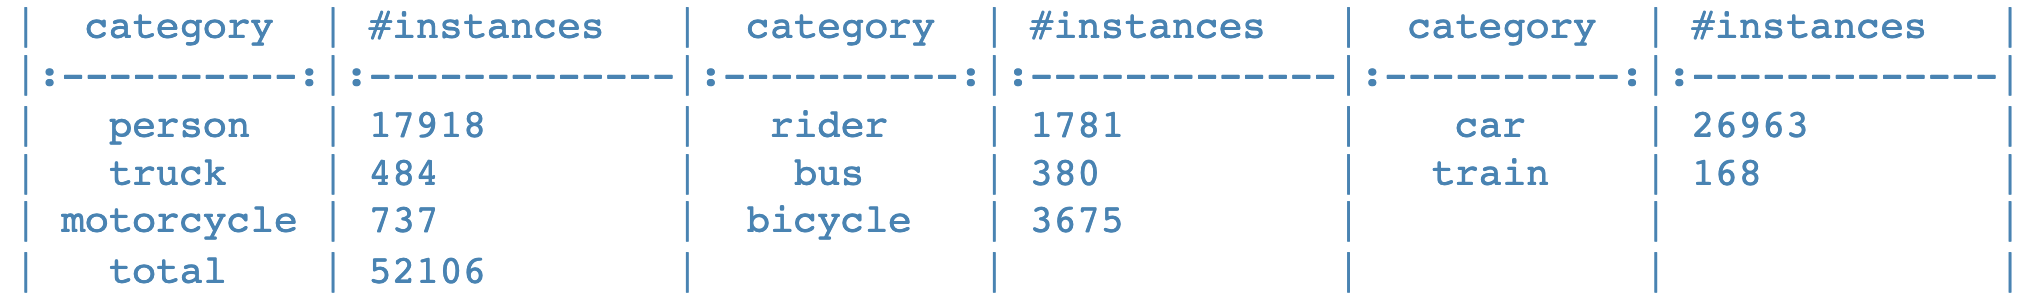 |  category  | #instances   |  category  | #instances   |  category  | #instances   |
|:----------:|:-------------|:----------:|:-------------|:----------:|:-------------|
|   person   | 17918        |   rider    | 1781         |    car     | 26963        |
|   truck    | 484          |    bus     | 380          |   train    | 168          |
| motorcycle | 737          |  bicycle   | 3675         |            |              |
|   total    | 52106        |            |              |            |              |